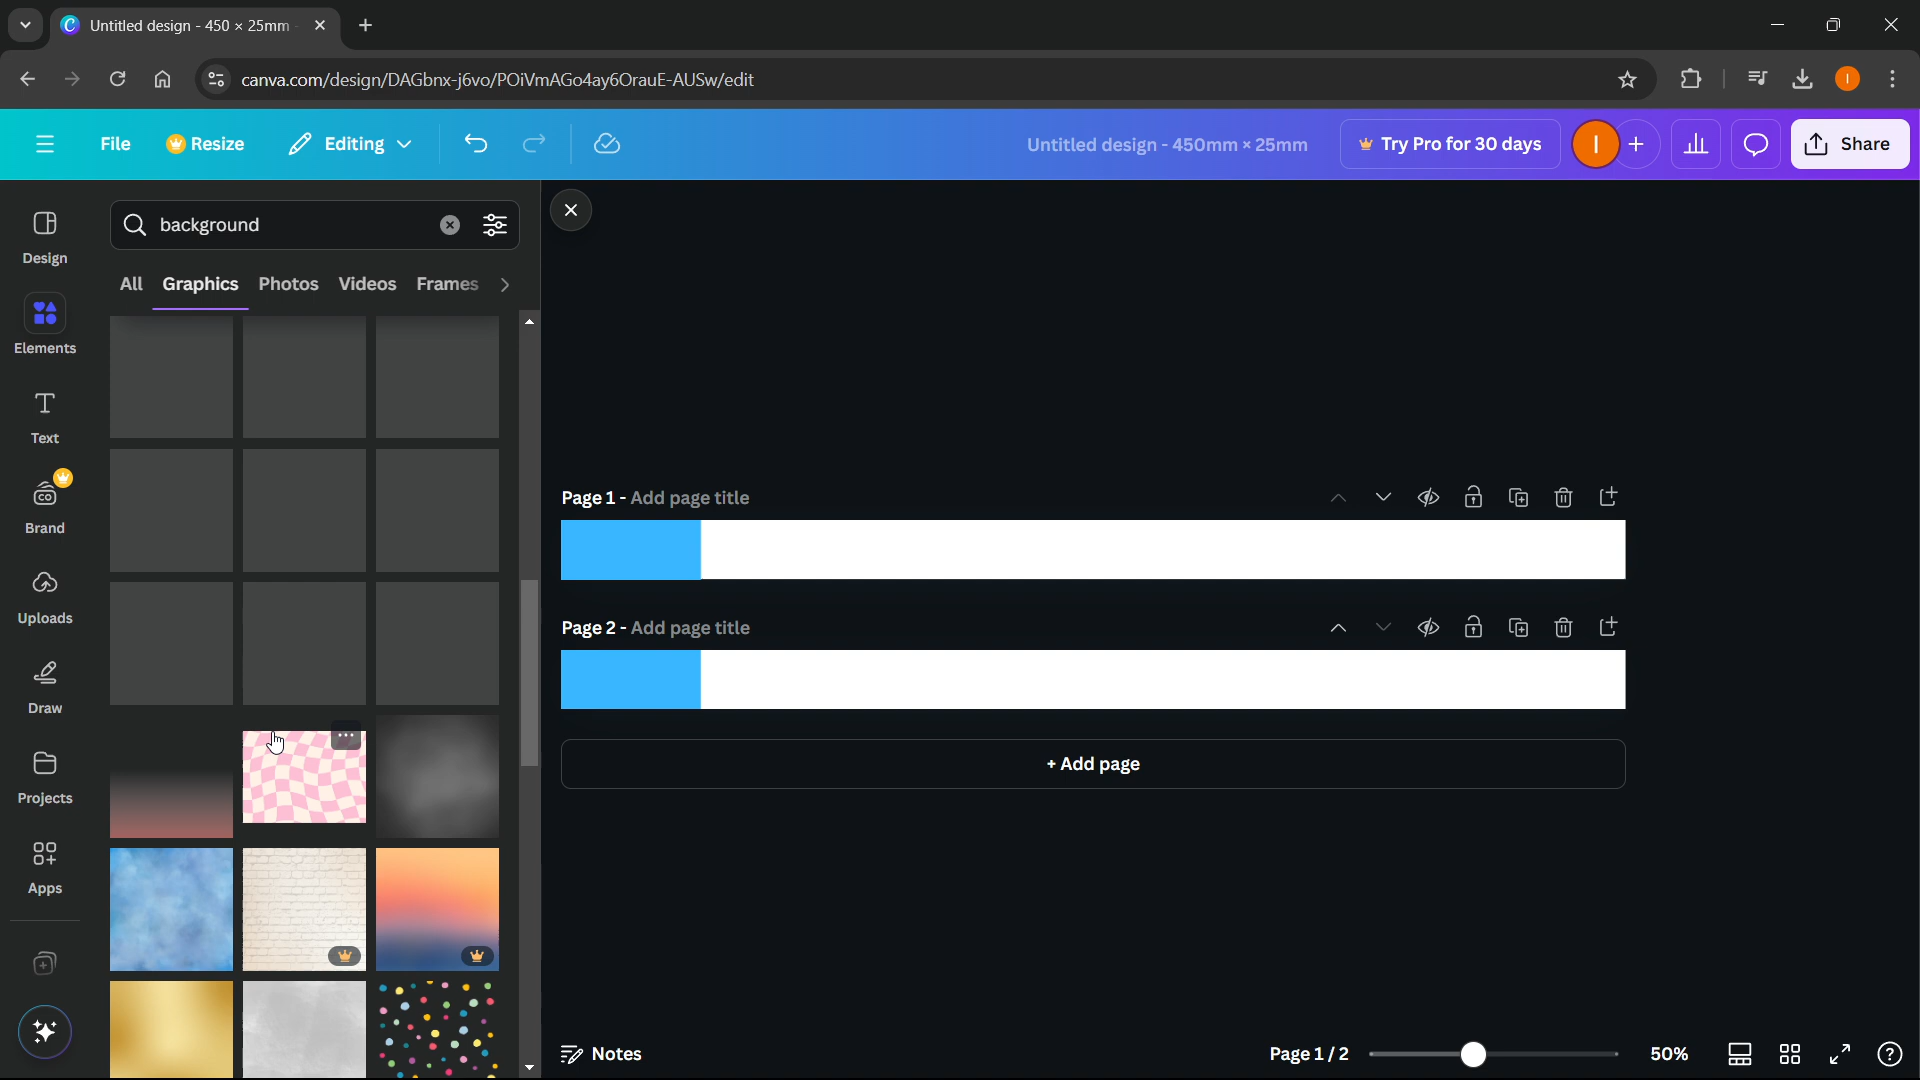 Untitled design - 450 × 25mm -
canva.com/design/DAGbnx-j6vo/POiVmAGo4ay6OrauE-AUSw/edit
File
Resize
Editing
Untitled design - 450mm × 25mm
Try Pro for 30 days
I
Share
Design
Elements
Text
Brand
Uploads
Draw
Projects
Apps
background
All Graphics Photos Videos Frames
Page 1 - Add page title
Page 2 - Add page title
+ Add page
Notes
Page 1 / 2
50%